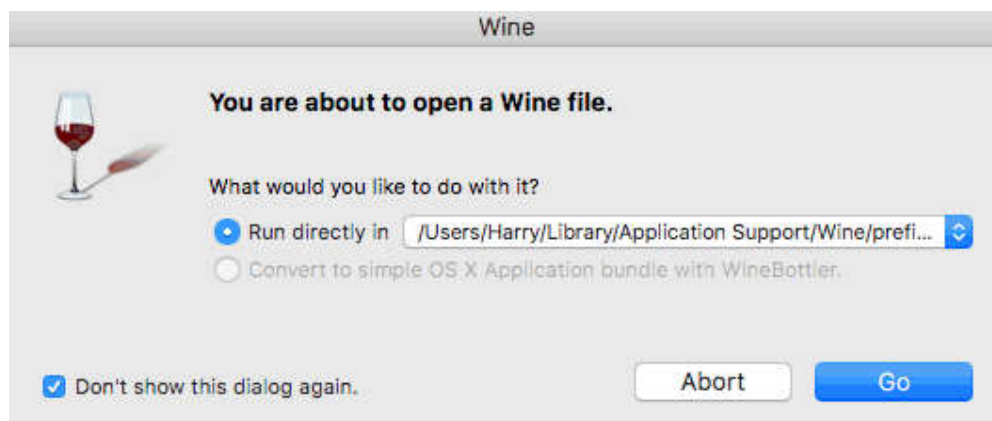 Wine
You are about to open a Wine file.
What would you like to do with it?
Run directly in /Users/Harry/Library/Application Support/Wine/prefi...
Convert to simple OS X Application bundle with WineBottler.
Don't show this dialog again.
Abort
Go